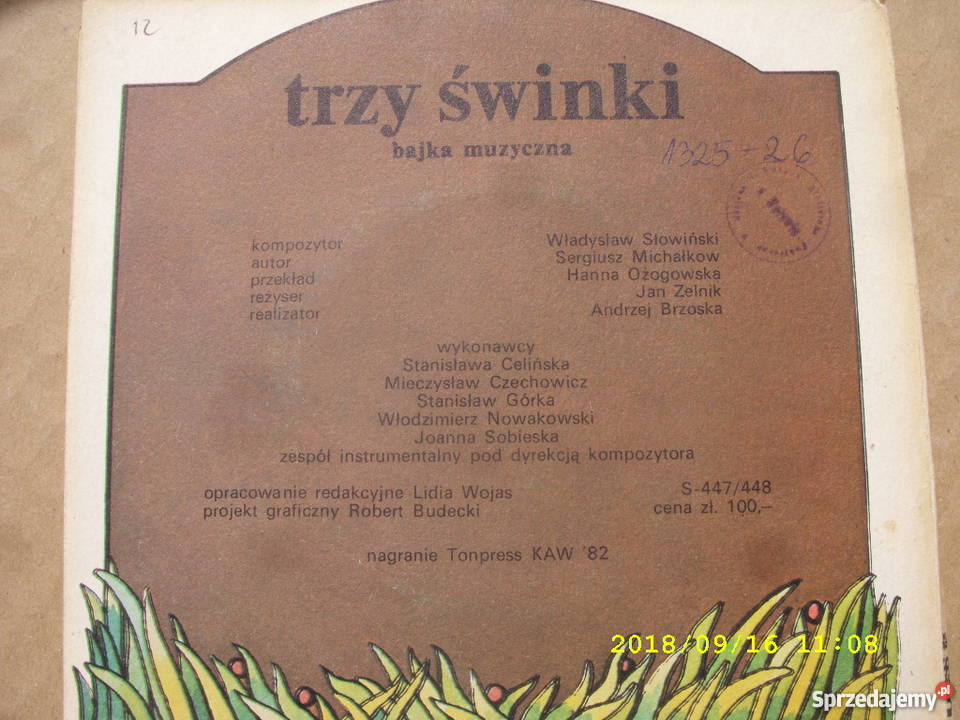 12
trzy świnki
bajka muzyczna
1325-26
kompozytor Władysław Słowiński
autor Sergiusz Michałkow
przekład Hanna Ożogowska
reżyser Jan Zelnik
realizator Andrzej Brzoska
wykonawcy
Stanisława Celińska
Mieczysław Czechowicz
Stanisław Górka
Włodzimierz Nowakowski
Joanna Sobieska
zespół instrumentalny pod dyrekcją kompozytora
opracowanie redakcyjne Lidia Wojas S-447/448
projekt graficzny Robert Budecki cena zł. 100,-
nagranie Tonpress KAW '82
2018/09/16 11:08
Sprzedajemy.pl